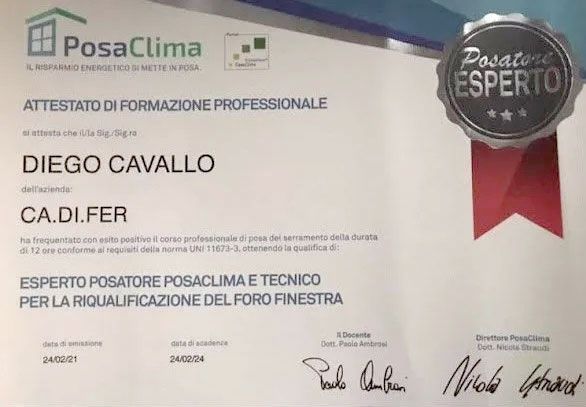 PosaClima
IL RISPARMIO ENERGETICO SI METTE IN POSA.
Posatore
ESPERTO
ATTESTATO DI FORMAZIONE PROFESSIONALE
si attesta che il/la Sig./Sig.ra
DIEGO CAVALLO
dell'azienda:
CA.DI.FER
ha frequentato con esito positivo il corso professionale di posa del serramento della durata
di 12 ore conforme ai requisiti della norma UNI 11673-3, ottenendo la qualifica di:
ESPERTO POSATORE POSACLIMA E TECNICO
PER LA RIQUALIFICAZIONE DEL FORO FINESTRA
data di emissione
24/02/21
data di scadenza
24/02/24
Il Docente
Dott. Paolo Ambrosi
Direttore PosaClima
Dott. Nicola Straudi